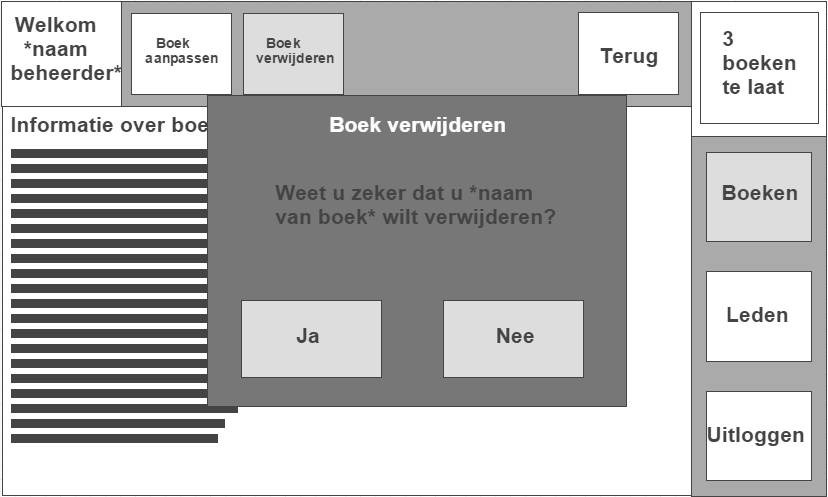 Welkom
*naam
beheerder*
Boek
aanpassen
Boek
verwijderen
Terug
3
boeken
te laat
Informatie over boe
Boek verwijderen
Weet u zeker dat u *naam
van boek* wilt verwijderen?
Ja
Nee
Boeken
Leden
Uitloggen